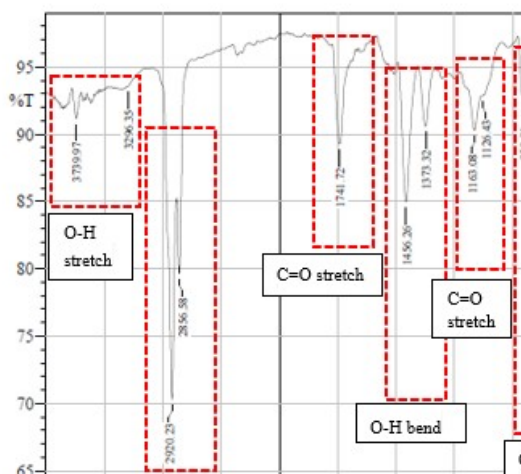 95
%T
90
85
80
75
70
65
3739.97
3296.35
2920.23
2856.58
1741.72
1456.26
1373.32
1163.08
1126.43
O-H
stretch
C=O stretch
C=O
stretch
O-H bend